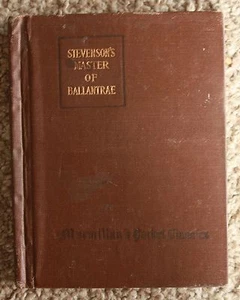 STEVENSON'S
MASTER
OF
BALLANTRAE
Macmillan's Pocket Classics